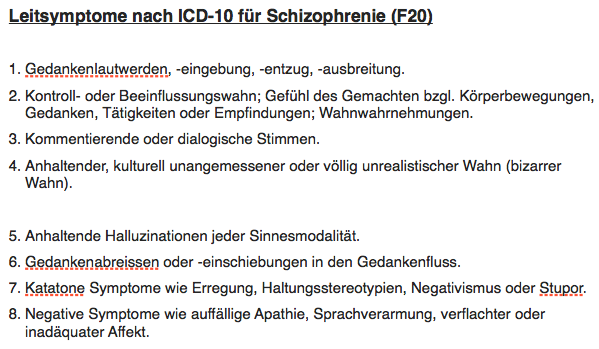 Leitsymptome nach ICD-10 für Schizophrenie (F20)
1. Gedankenlautwerden, -eingebung, -entzug, -ausbreitung.
2. Kontroll- oder Beeinflussungswahn; Gefühl des Gemachten bzgl. Körperbewegungen,
Gedanken, Tätigkeiten oder Empfindungen; Wahnwahrnehmungen.
3. Kommentierende oder dialogische Stimmen.
4. Anhaltender, kulturell unangemessener oder völlig unrealistischer Wahn (bizarrer
Wahn).
5. Anhaltende Halluzinationen jeder Sinnesmodalität.
6. Gedankenabreissen oder -einschiebungen in den Gedankenfluss.
7. Katatone Symptome wie Erregung, Haltungsstereotypien, Negativismus oder Stupor.
8. Negative Symptome wie auffällige Apathie, Sprachverarmung, verflachter oder
inadäquater Affekt.